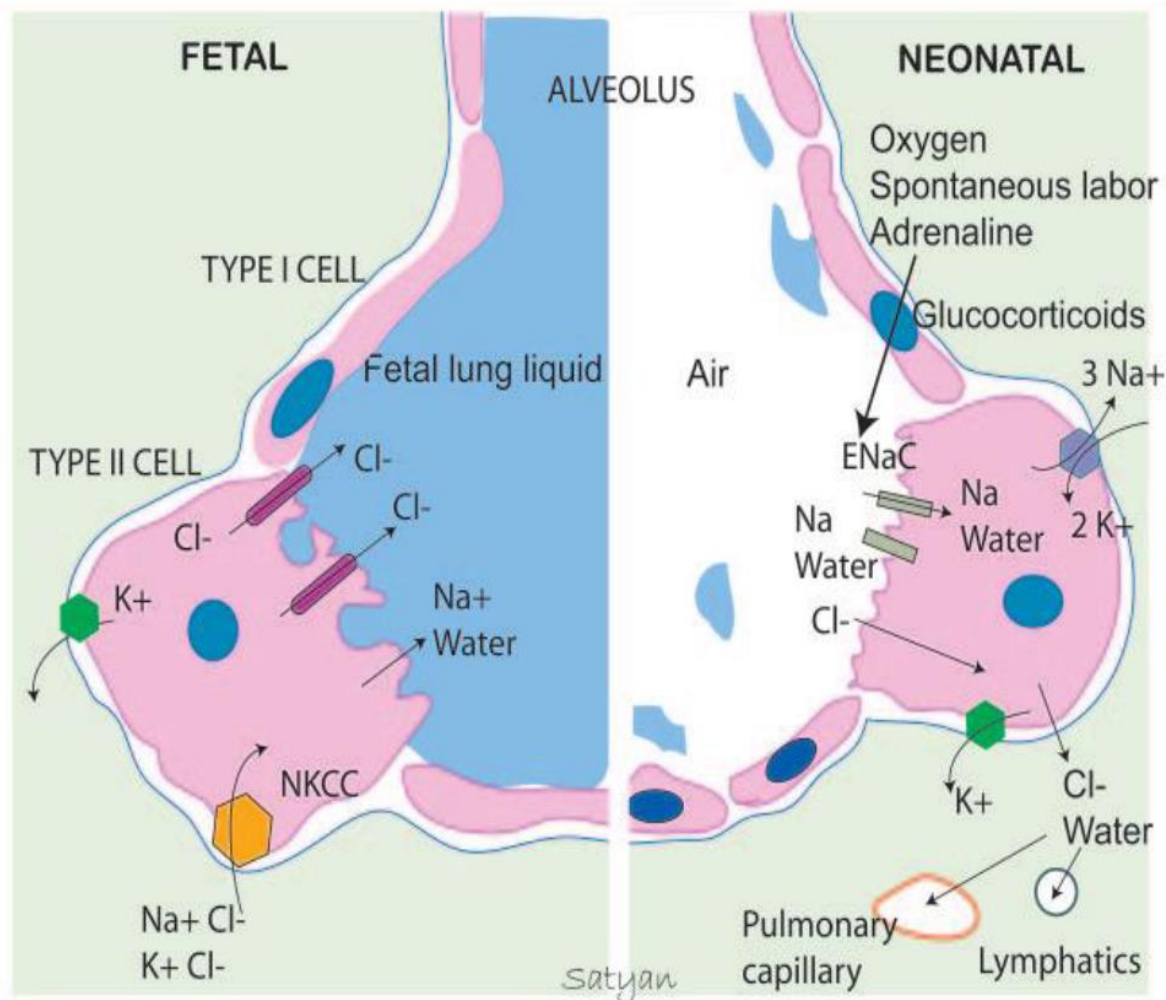 FETAL
ALVEOLUS
TYPE I CELL
Fetal lung liquid
TYPE II CELL
Cl-
Cl-
Cl-
K+
Na+
Water
NKCC
Na+ Cl-
K+ Cl-
NEONATAL
Oxygen
Spontaneous labor
Adrenaline
Glucocorticoids
Air
3 Na+
ENaC
Na
Water
Na
Water
2 K+
Cl-
K+
Cl-
Water
Pulmonary
capillary
Lymphatics
Satyan